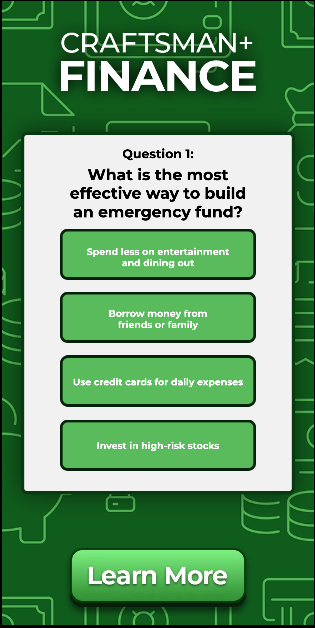 CRAFTSMAN+
FINANCE
Question 1:
What is the most
effective way to build
an emergency fund?
Spend less on entertainment
and dining out
Borrow money from
friends or family
Use credit cards for daily expenses
Invest in high-risk stocks
Learn More